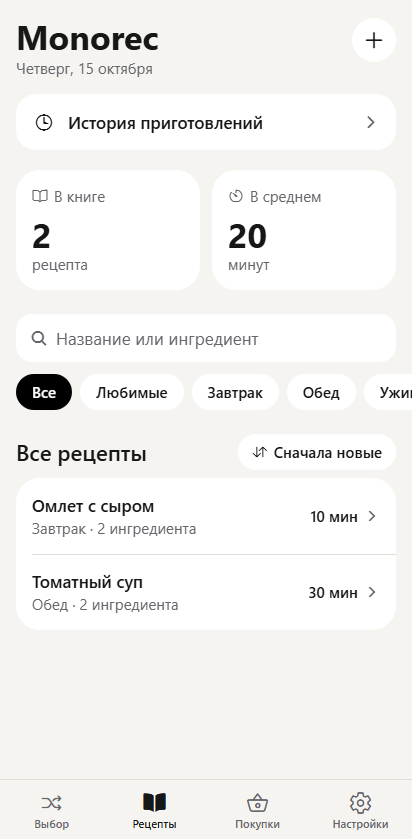 Monorec
Четверг, 15 октября
История приготовлений
В книге
2
рецепта
В среднем
20
минут
Название или ингредиент
Все
Любимые
Завтрак
Обед
Все рецепты
Сначала новые
Омлет с сыром
Завтрак · 2 ингредиента
10 мин
Томатный суп
Обед · 2 ингредиента
30 мин
Выбор
Рецепты
Покупки
Настройки